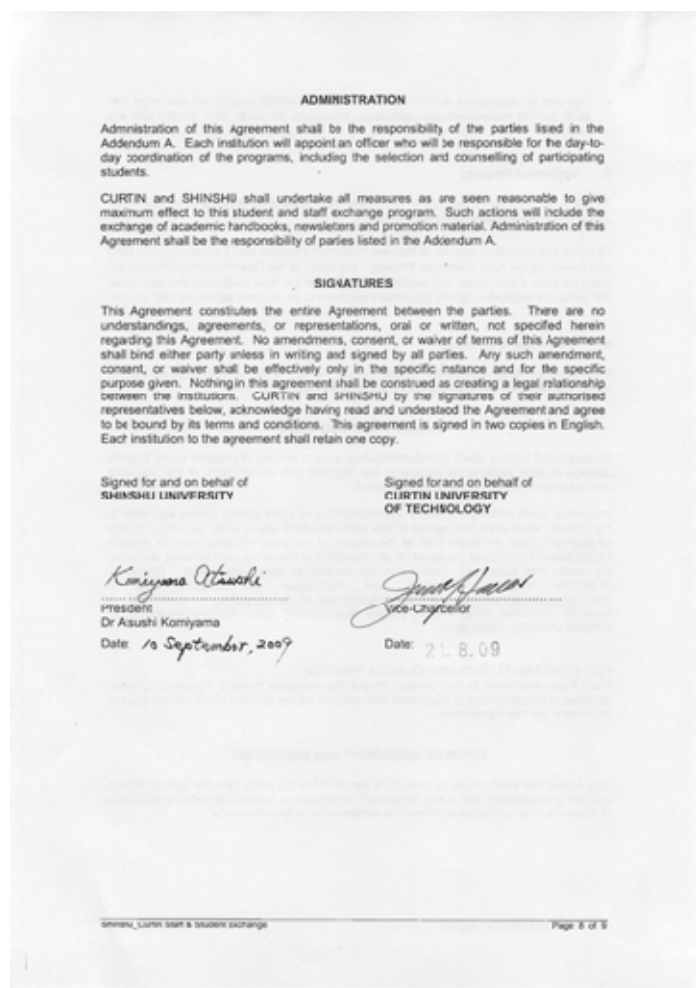 ADMINISTRATION
Admnistration of this Agreement shall be the responsibility of the parties lised in the
Addendum A. Each institution will appoint an officer who will be responsible for the day-to-
day coordination of the programs, including the selection and counselling of participating
students.
CURTIN and SHINSHU shall undertake all measures as are seen reasonable to give
maximum effect to this student and staff exchange program. Such actions will include the
exchange of academic handbooks, newsletters and promotion material. Administration of this
Agreement shall be the responsibility of parties listed in the Addendum A.
SIGNATURES
This Agreement constitutes the entire Agreement between the parties. There are no
understandings, agreements, or representations, oral or written, not specified herein
regarding this Agreement. No amendments, consent, or waiver of terms of this Agreement
shall bind either party unless in writing and signed by all parties. Any such amendment,
consent, or waiver shall be effectively only in the specific instance and for the specific
purpose given. Nothing in this agreement shall be construed as creating a legal relationship
between the institutions. CURTIN and SHINSHU by the signatures of their authorised
representatives below, acknowledge having read and understood the Agreement and agree
to be bound by its terms and conditions. This agreement is signed in two copies in English.
Each institution to the agreement shall retain one copy.
Signed for and on behalf of
SHINSHU UNIVERSITY
Signed for and on behalf of
CURTIN UNIVERSITY
OF TECHNOLOGY
Komiyama Atsushi
President
Dr Asushi Komiyama
Date: 10 September, 2009
Vice-Chancellor
Date: 21. 8. 09
Shinshu_Curtin Staff & Student Exchange
Page 8 of 9